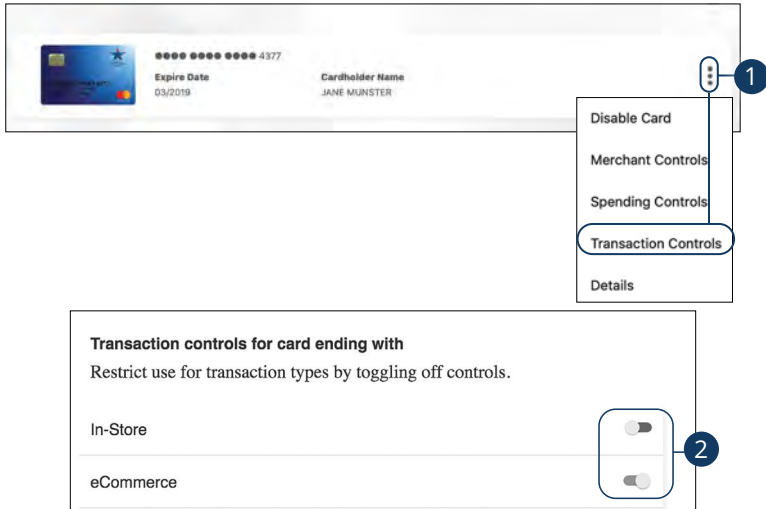 ●●●● ●●●● ●●●● 4377
Expire Date Cardholder Name
03/2019 JANE MUNSTER
1
Disable Card
Merchant Controls
Spending Controls
Transaction Controls
Details
Transaction controls for card ending with
Restrict use for transaction types by toggling off controls.
In-Store
2
eCommerce